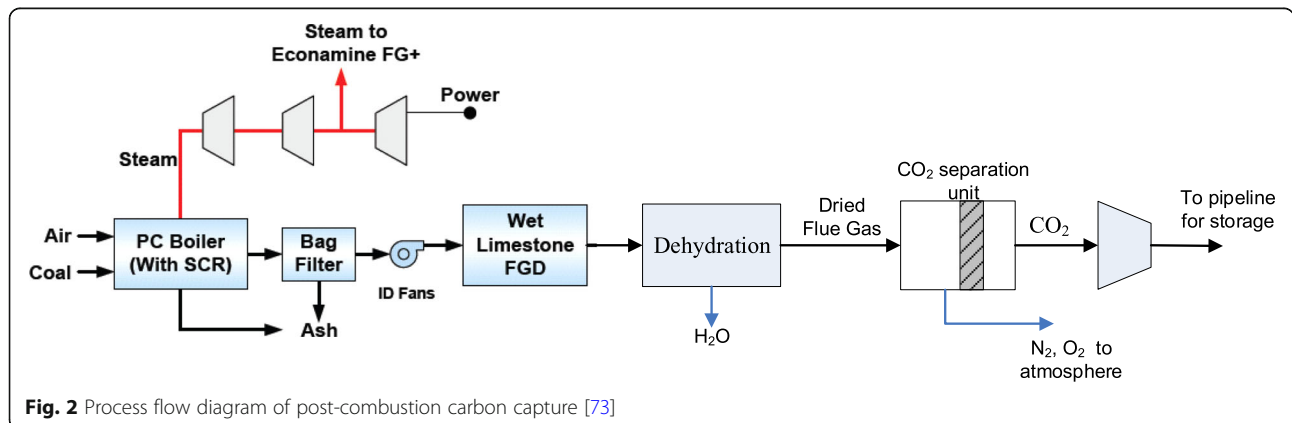 Steam to
Econamine FG+
Power
Steam
Air
Coal
PC Boiler
(With SCR)
Bag
Filter
ID Fans
Ash
Wet
Limestone
FGD
Dehydration
H₂O
Dried
Flue Gas
CO₂ separation
unit
CO₂
N₂, O₂ to
atmosphere
To pipeline
for storage
Fig. 2 Process flow diagram of post-combustion carbon capture [73]